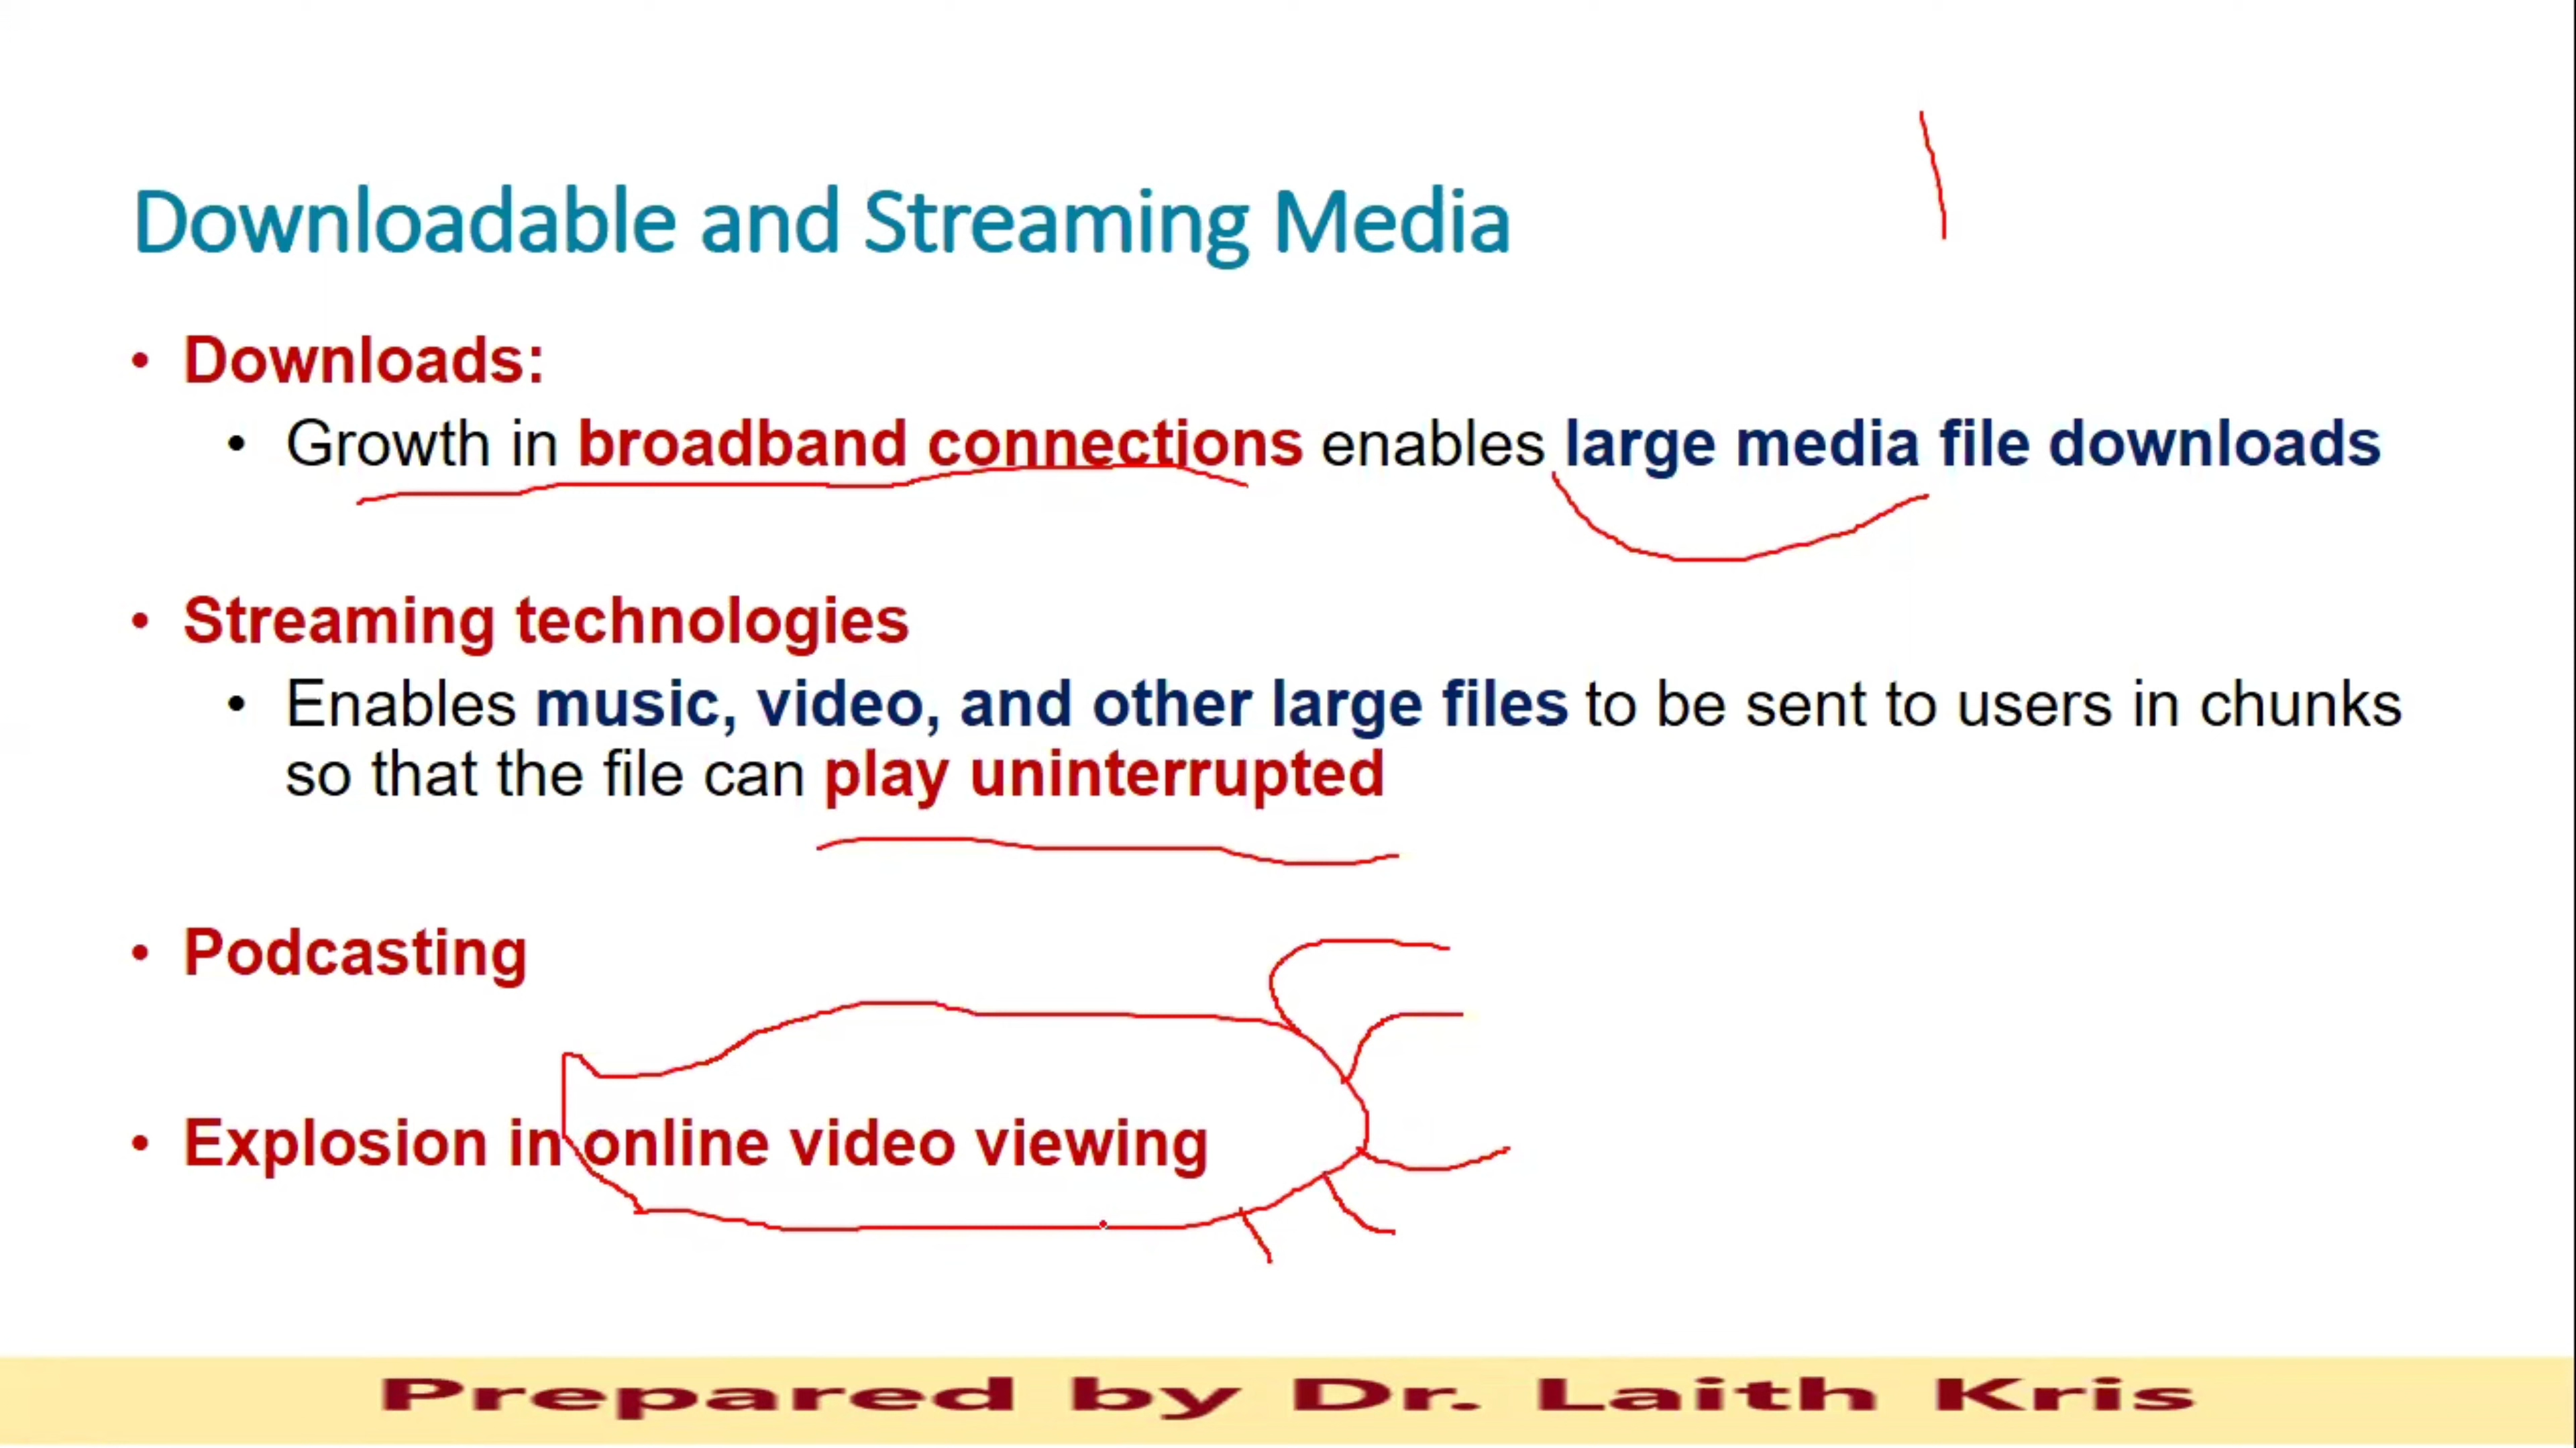 Downloadable and Streaming Media
• Downloads:
• Growth in broadband connections enables large media file downloads
• Streaming technologies
• Enables music, video, and other large files to be sent to users in chunks
so that the file can play uninterrupted
• Podcasting
• Explosion in online video viewing
Prepared by Dr. Laith Kris